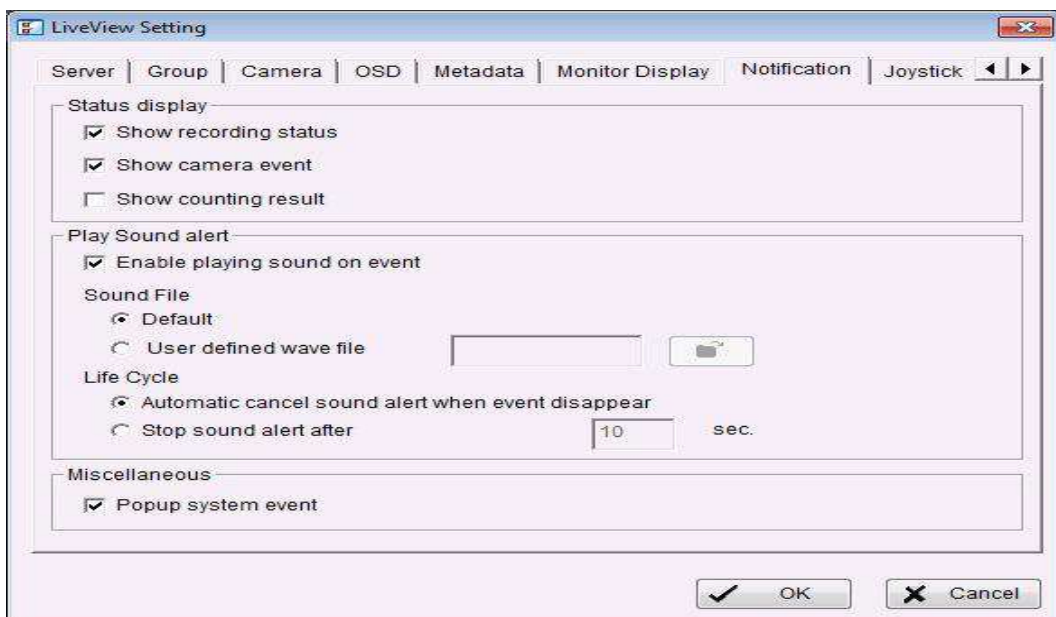 LiveView Setting
Server Group Camera OSD Metadata Monitor Display Notification Joystick
Status display
Show recording status
Show camera event
Show counting result
Play Sound alert
Enable playing sound on event
Sound File
Default
User defined wave file
Life Cycle
Automatic cancel sound alert when event disappear
Stop sound alert after 10 sec.
Miscellaneous
Popup system event
OK Cancel